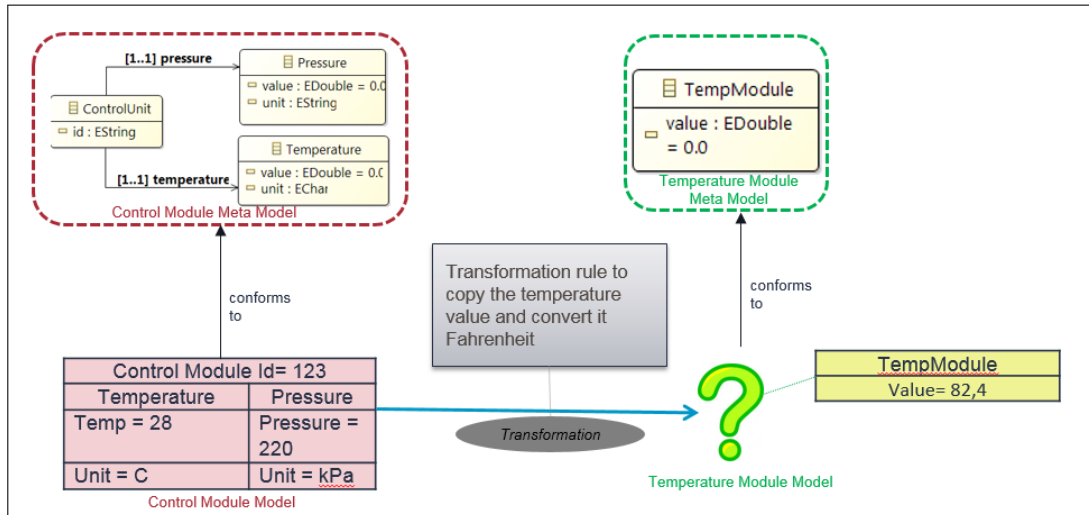 [1..1] pressure
Pressure
value : EDouble = 0.0
unit : EString
ControlUnit
id : EString
Temperature
value : EDouble = 0.0
unit : EChar
[1..1] temperature
Control Module Meta Model
TempModule
value : EDouble
= 0.0
Temperature Module
Meta Model
conforms
to
Transformation rule to
copy the temperature
value and convert it
Fahrenheit
conforms
to
Control Module Id= 123
Temperature
Pressure
Temp = 28
Pressure =
220
Unit = C
Unit = kPa
Control Module Model
Transformation
TempModule
Value= 82,4
Temperature Module Model